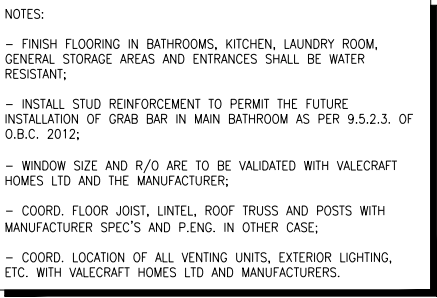 NOTES:
– FINISH FLOORING IN BATHROOMS, KITCHEN, LAUNDRY ROOM,
GENERAL STORAGE AREAS AND ENTRANCES SHALL BE WATER
RESISTANT;
– INSTALL STUD REINFORCEMENT TO PERMIT THE FUTURE
INSTALLATION OF GRAB BAR IN MAIN BATHROOM AS PER 9.5.2.3. OF
O.B.C. 2012;
– WINDOW SIZE AND R/O ARE TO BE VALIDATED WITH VALECRAFT
HOMES LTD AND THE MANUFACTURER;
– COORD. FLOOR JOIST, LINTEL, ROOF TRUSS AND POSTS WITH
MANUFACTURER SPEC'S AND P.ENG. IN OTHER CASE;
– COORD. LOCATION OF ALL VENTING UNITS, EXTERIOR LIGHTING,
ETC. WITH VALECRAFT HOMES LTD AND MANUFACTURERS.